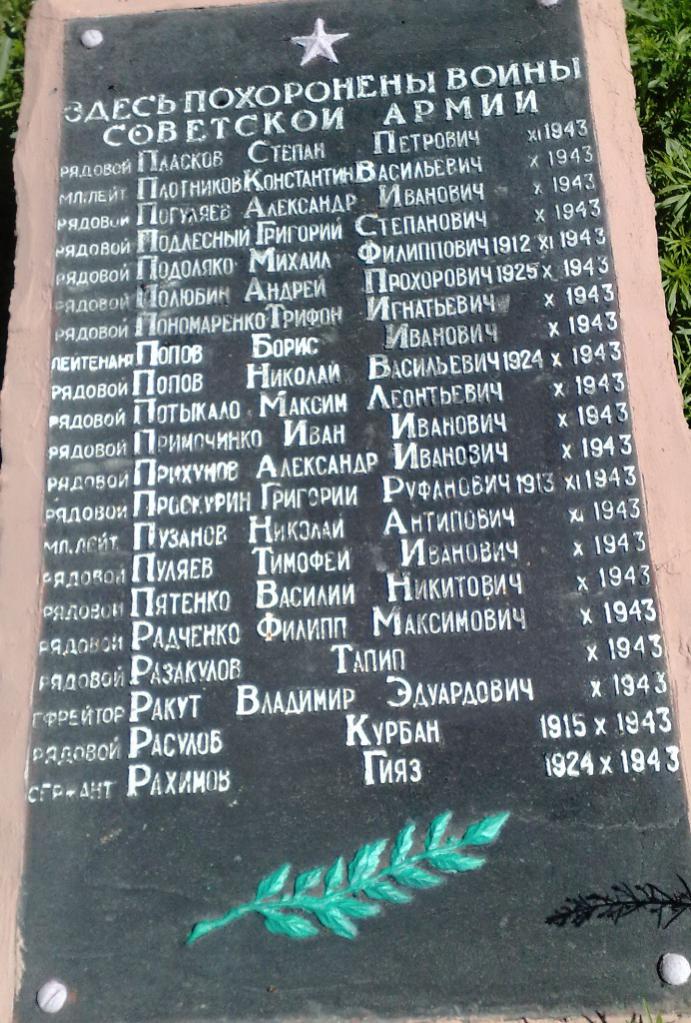 ЗДЕСЬ ПОХОРОНЕНЫ ВОИНЫ
СОВЕТСКОЙ АРМИИ
РЯДОВОЙ ПЛАСКОВ СТЕПАН ПЕТРОВИЧ XI 1943
МЛ.ЛЕЙТ ПЛОТНИКОВ КОНСТАНТИН ВАСИЛЬЕВИЧ X 1943
РЯДОВОЙ ПОГУЛЯЕВ АЛЕКСАНДР ИВАНОВИЧ X 1943
РЯДОВОЙ ПОДЛЕСНЫЙ ГРИГОРИЙ СТЕПАНОВИЧ X 1943
РЯДОВОЙ ПОДОЛЯКО МИХАИЛ ФИЛИППОВИЧ 1912 XI 1943
РЯДОВОЙ ПОЛЮБИН АНДРЕЙ ПРОХОРОВИЧ 1925 X 1943
РЯДОВОЙ ПОНОМАРЕНКО ТРИФОН ИГНАТЬЕВИЧ X 1943
ЛЕЙТЕНАНТ ПОПОВ БОРИС ИВАНОВИЧ X 1943
РЯДОВОЙ ПОПОВ НИКОЛАЙ ВАСИЛЬЕВИЧ 1924 X 1943
РЯДОВОЙ ПОТЫКАЛО МАКСИМ ЛЕОНТЬЕВИЧ X 1943
РЯДОВОЙ ПРИМОЧИНКО ИВАН ИВАНОВИЧ X 1943
РЯДОВОЙ ПРИХУНОВ АЛЕКСАНДР ИВАНОВИЧ X 1943
РЯДОВОЙ ПРОСКУРИН ГРИГОРИИ РУФАНОВИЧ 1913 XI 1943
МЛ.ЛЕЙТ ПУЗАНОВ НИКОЛАЙ АНТИПОВИЧ XI 1943
РЯДОВОЙ ПУЛЯЕВ ТИМОФЕЙ ИВАНОВИЧ X 1943
РЯДОВОЙ ПЯТЕНКО ВАСИЛИИ НИКИТОВИЧ X 1943
РЯДОВОЙ РАДЧЕНКО ФИЛИПП МАКСИМОВИЧ X 1943
РЯДОВОЙ РАЗАКУЛОВ ТАПИП X 1943
ГФРЕЙТОР РАКУТ ВЛАДИМИР ЭДУАРДОВИЧ X 1943
РЯДОВОЙ РАСУЛОВ КУРБАН 1915 X 1943
СЕРЖАНТ РАХИМОВ ГИЯЗ 1924 X 1943